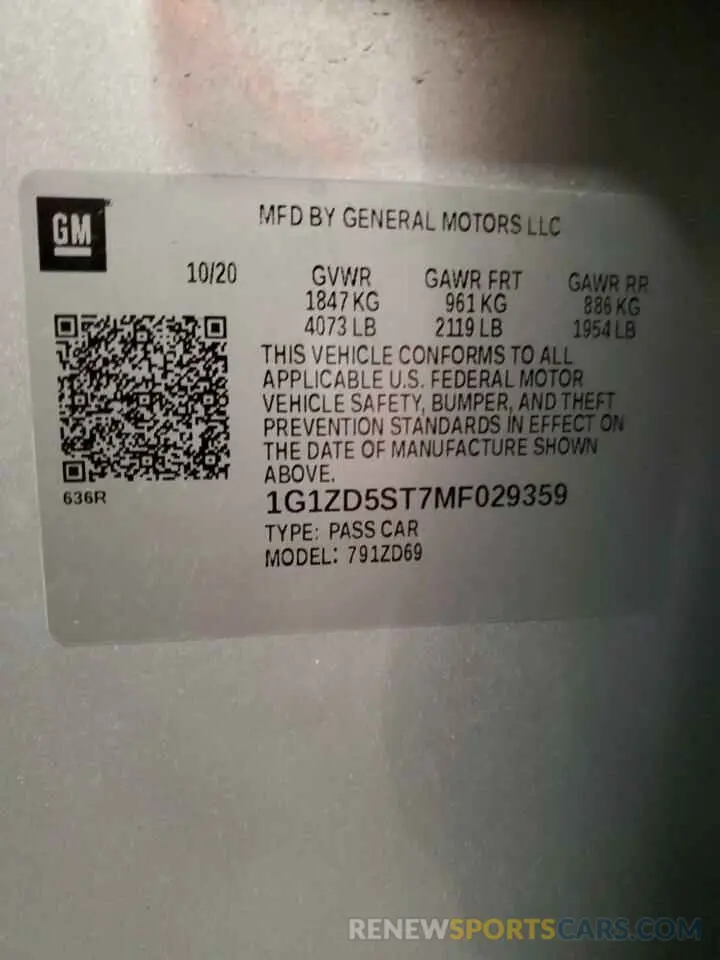 GM
MFD BY GENERAL MOTORS LLC
10/20 GVWR GAWR FRT GAWR RR
1847 KG 961 KG 886 KG
4073 LB 2119 LB 1954 LB
THIS VEHICLE CONFORMS TO ALL
APPLICABLE U.S. FEDERAL MOTOR
VEHICLE SAFETY, BUMPER, AND THEFT
PREVENTION STANDARDS IN EFFECT ON
THE DATE OF MANUFACTURE SHOWN
ABOVE.
636R
1G1ZD5ST7MF029359
TYPE: PASS CAR
MODEL: 791ZD69
RENEWSPORTSCARS.COM